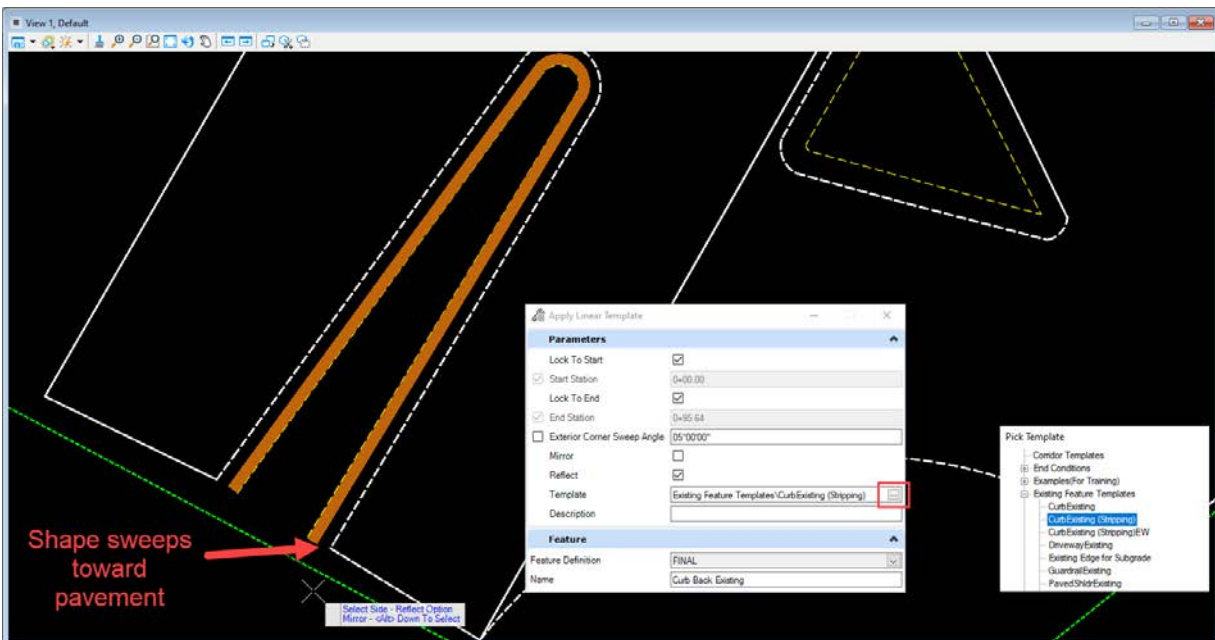 View 1, Default
Apply Linear Template
Parameters
Lock To Start
Start Station 0+00.00
Lock To End
End Station 0+95.64
Exterior Corner Sweep Angle 05°00'00"
Mirror
Reflect
Template Existing Feature Templates\CurbExisting (Stripping)
Description
Feature
Feature Definition FINAL
Name Curb Back Existing
Pick Template
Corridor Templates
End Conditions
Examples(For Training)
Existing Feature Templates
CurbExisting
CurbExisting (Stripping)
CurbExisting (Stripping)EW
DrivewayExisting
Existing Edge for Subgrade
GuardrailExisting
PavedShldrExisting
Shape sweeps
toward
pavement
Select Side - Reflect Option
Mirror - <Alt> Down To Select